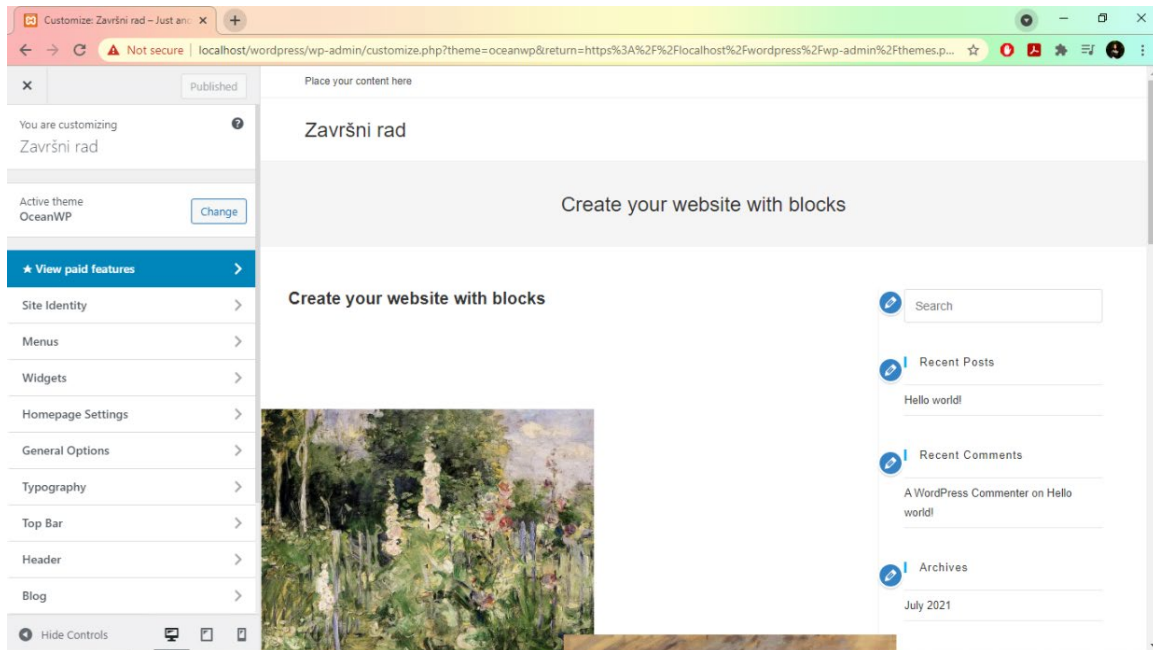 Customize: Završni rad – Just ano
Not secure | localhost/wordpress/wp-admin/customize.php?theme=oceanwp&return=https%3A%2F%2Flocalhost%2Fwordpress%2Fwp-admin%2Fthemes.p...
Published
You are customizing
Završni rad
Active theme
OceanWP
Change
★ View paid features
Site Identity
Menus
Widgets
Homepage Settings
General Options
Typography
Top Bar
Header
Blog
Hide Controls
Place your content here
Završni rad
Create your website with blocks
Create your website with blocks
Search
Recent Posts
Hello world!
Recent Comments
A WordPress Commenter on Hello
world!
Archives
July 2021